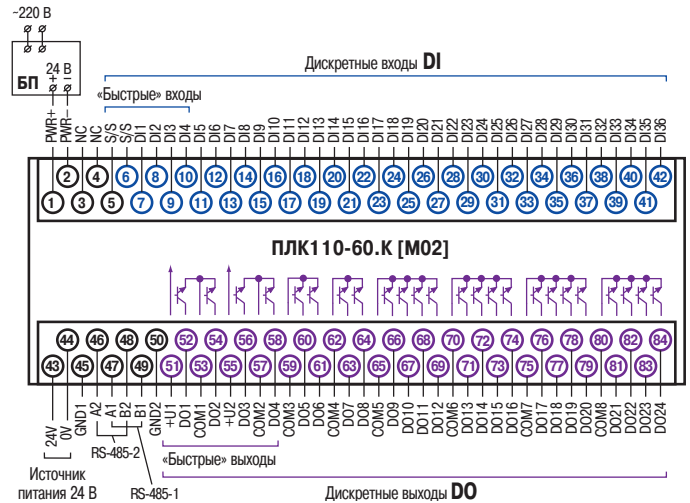 ~220 В
24 В
БП
+ –
Дискретные входы DI
«Быстрые» входы
PWR+ PWR– NC NC S/S S/S DI1 DI2 DI3 DI4 DI5 DI6 DI7 DI8 DI9 DI10 DI11 DI12 DI13 DI14 DI15 DI16 DI17 DI18 DI19 DI20 DI21 DI22 DI23 DI24 DI25 DI26 DI27 DI28 DI29 DI30 DI31 DI32 DI33 DI34 DI35 DI36
2 4 6 8 10 12 14 16 18 20 22 24 26 28 30 32 34 36 38 40 42
1 3 5 7 9 11 13 15 17 19 21 23 25 27 29 31 33 35 37 39 41
ПЛК110-60.К [М02]
44 46 48 50 52 54 56 58 60 62 64 66 68 70 72 74 76 78 80 82 84
43 45 47 49 51 53 55 57 59 61 63 65 67 69 71 73 75 77 79 81 83
24V 0V GND1 A2 A1 B2 B1 GND2 +U1 DO1 COM1 DO2 +U2 DO3 COM2 DO4 COM3 DO5 DO6 COM4 DO7 DO8 COM5 DO9 DO10 DO11 DO12 COM6 DO13 DO14 DO15 DO16 COM7 DO17 DO18 DO19 DO20 COM8 DO21 DO22 DO23 DO24
RS-485-2
«Быстрые» выходы
Источник
питания 24 В
RS-485-1
Дискретные выходы DO